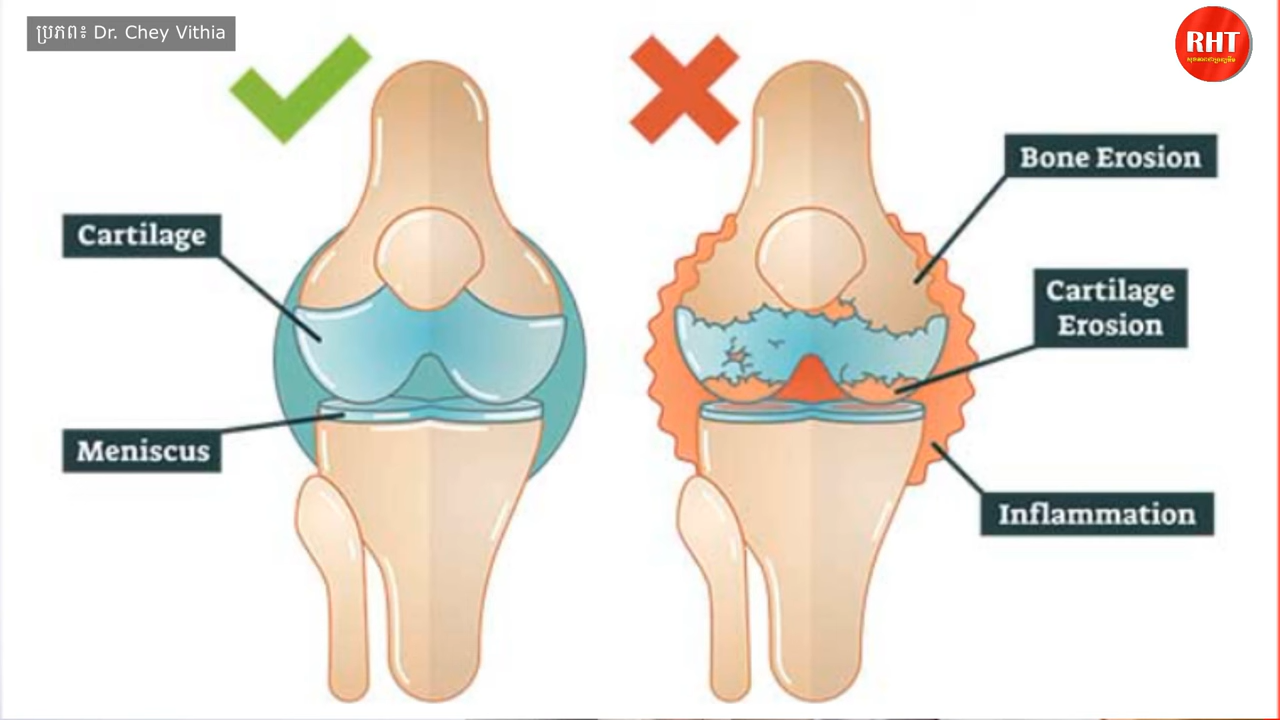 ប្រភព៖ Dr. Chey Vithia
RHT
Bone Erosion
Cartilage
Cartilage
Erosion
Meniscus
Inflammation